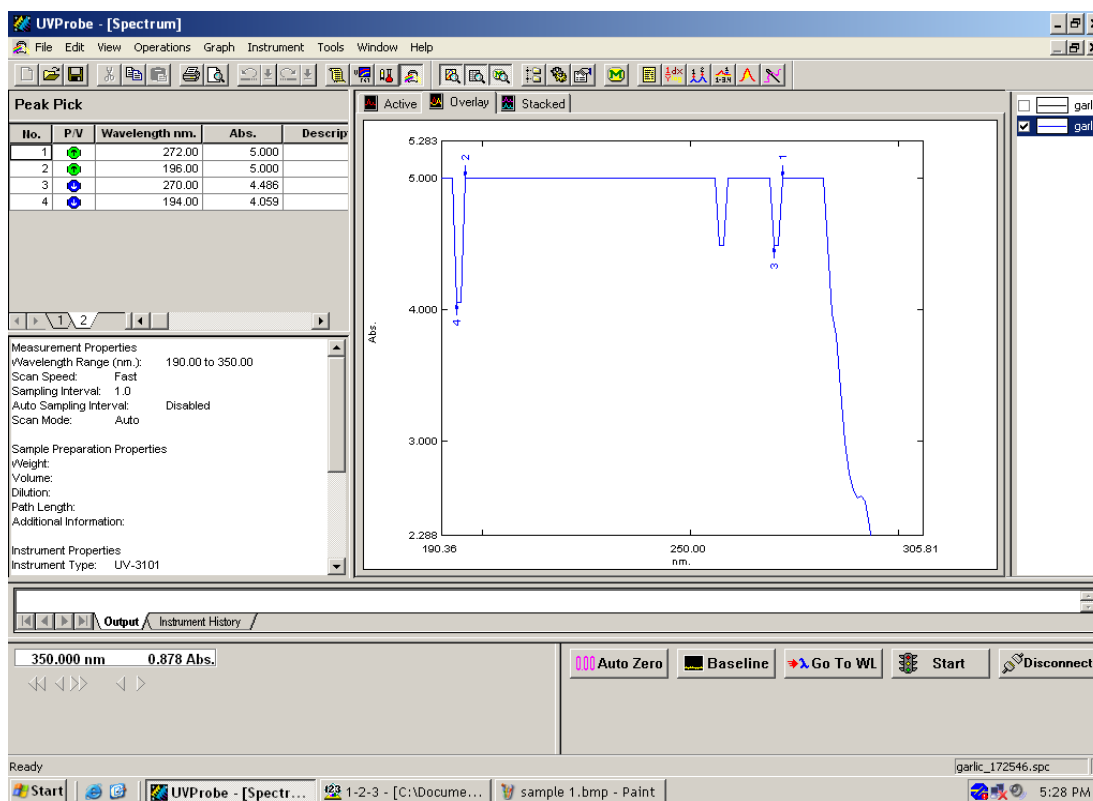 UVProbe - [Spectrum]
File Edit View Operations Graph Instrument Tools Window Help
Peak Pick
No. P/V Wavelength nm. Abs. Descrip
1 272.00 5.000
2 196.00 5.000
3 270.00 4.486
4 194.00 4.059
1 2
Measurement Properties
Wavelength Range (nm.): 190.00 to 350.00
Scan Speed: Fast
Sampling Interval: 1.0
Auto Sampling Interval: Disabled
Scan Mode: Auto
Sample Preparation Properties
Weight:
Volume:
Dilution:
Path Length:
Additional Information:
Instrument Properties
Instrument Type: UV-3101
Active Overlay Stacked
5.283
5.000
4.000
3.000
2.288
Abs.
2
1
3
4
190.36 250.00 305.81
nm.
garl
garl
Output Instrument History
350.000 nm 0.878 Abs.
0.00 Auto Zero Baseline λ Go To WL Start Disconnect
Ready garlic_172546.spc
Start UVProbe - [Spectr... 123 1-2-3 - [C:\Docume... sample 1.bmp - Paint 5:28 PM